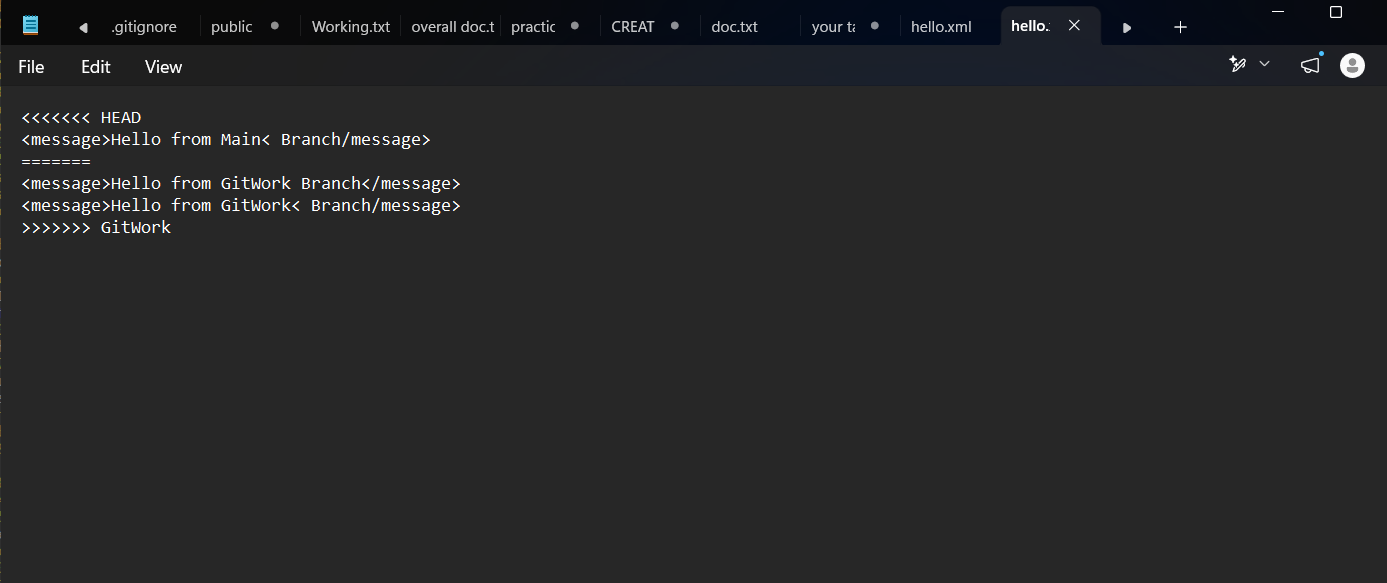 .gitignore public Working.txt overall doc.t practic CREAT doc.txt your ta hello.xml hello.
File Edit View
<<<<<<< HEAD
<message>Hello from Main< Branch/message>
=======
<message>Hello from GitWork Branch</message>
<message>Hello from GitWork< Branch/message>
>>>>>>> GitWork